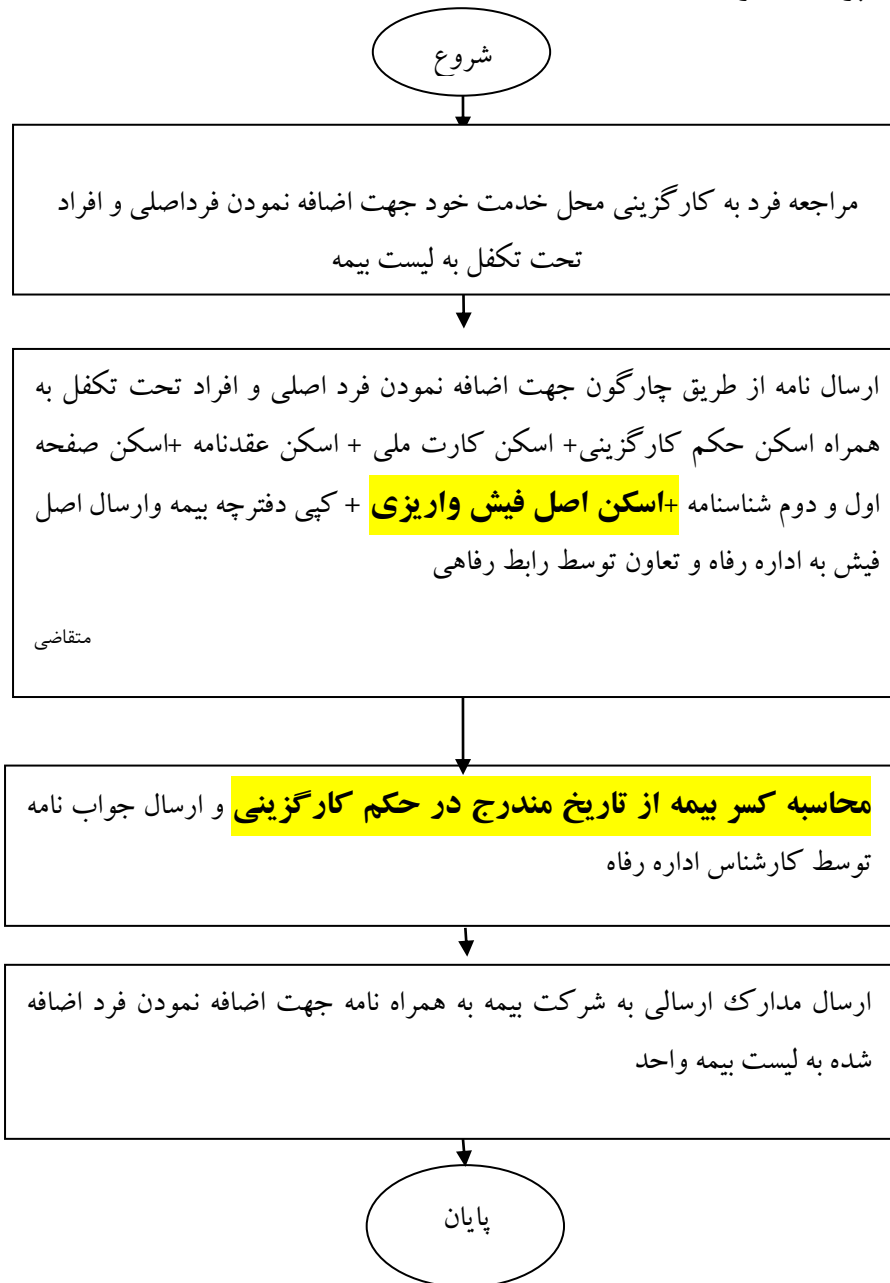 شروع
مراجعه فرد به کارگزینی محل خدمت خود جهت اضافه نمودن فرداصلی و افراد
تحت تکفل به لیست بیمه
ارسال نامه از طریق چارگون جهت اضافه نمودن فرد اصلی و افراد تحت تکفل به
همراه اسکن حکم کارگزینی+ اسکن کارت ملی + اسکن عقدنامه +اسکن صفحه
اول و دوم شناسنامه +اسکن اصل فیش واریزی + کپی دفترچه بیمه وارسال اصل
فیش به اداره رفاه و تعاون توسط رابط رفاهی
متقاضی
محاسبه کسر بیمه از تاریخ مندرج در حکم کارگزینی و ارسال جواب نامه
توسط کارشناس اداره رفاه
ارسال مدارک ارسالی به شرکت بیمه به همراه نامه جهت اضافه نمودن فرد اضافه
شده به لیست بیمه واحد
پایان